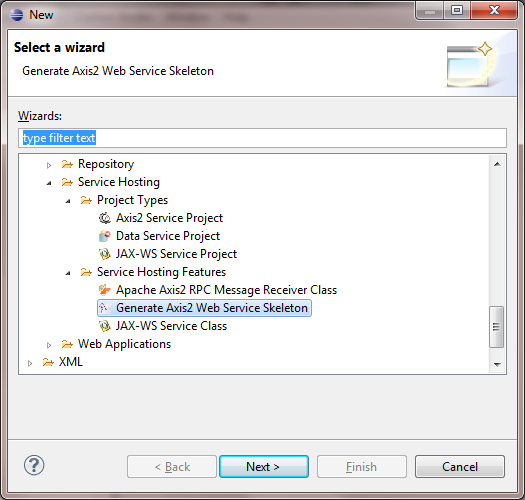 New
Select a wizard
Generate Axis2 Web Service Skeleton
Wizards:
type filter text
Repository
Service Hosting
Project Types
Axis2 Service Project
Data Service Project
JAX-WS Service Project
Service Hosting Features
Apache Axis2 RPC Message Receiver Class
Generate Axis2 Web Service Skeleton
JAX-WS Service Class
Web Applications
XML
?
< Back Next > Finish Cancel